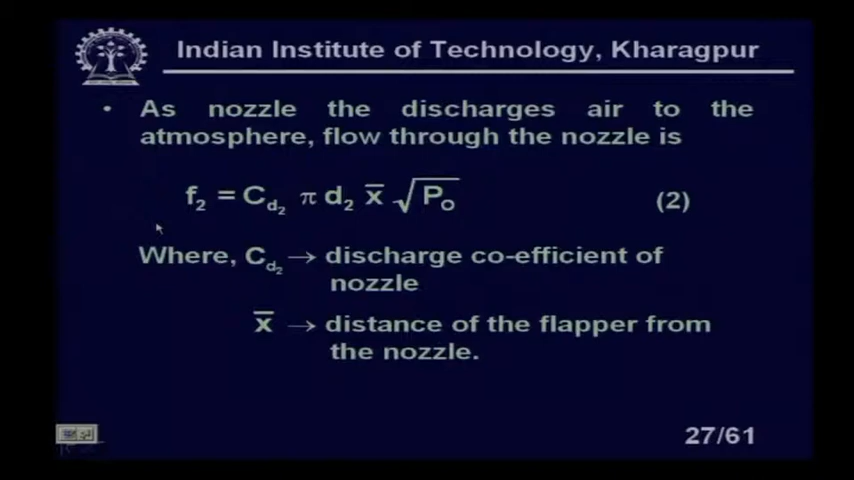 Indian Institute of Technology, Kharagpur
• As nozzle the discharges air to the
atmosphere, flow through the nozzle is
f₂ = C_d₂ π d₂ x̅ √P₀ (2)
Where, C_d₂ → discharge co-efficient of
nozzle
x̅ → distance of the flapper from
the nozzle.
27/61